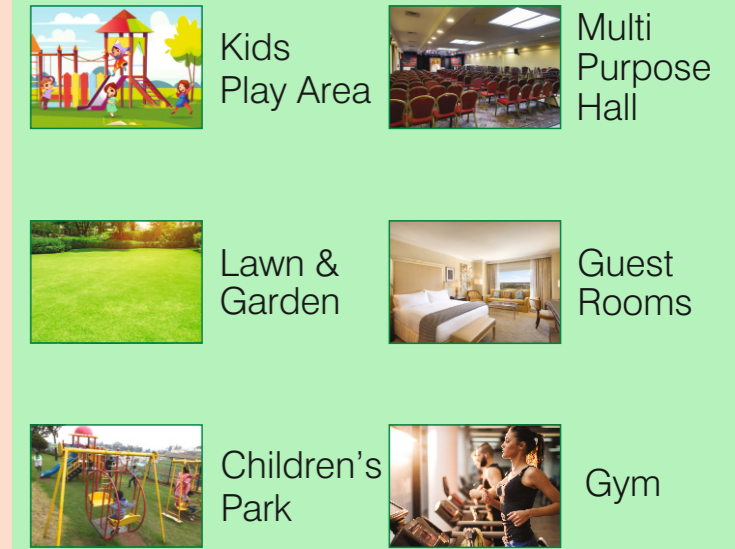 Kids
Play Area
Multi
Purpose
Hall
Lawn &
Garden
Guest
Rooms
Children's
Park
Gym